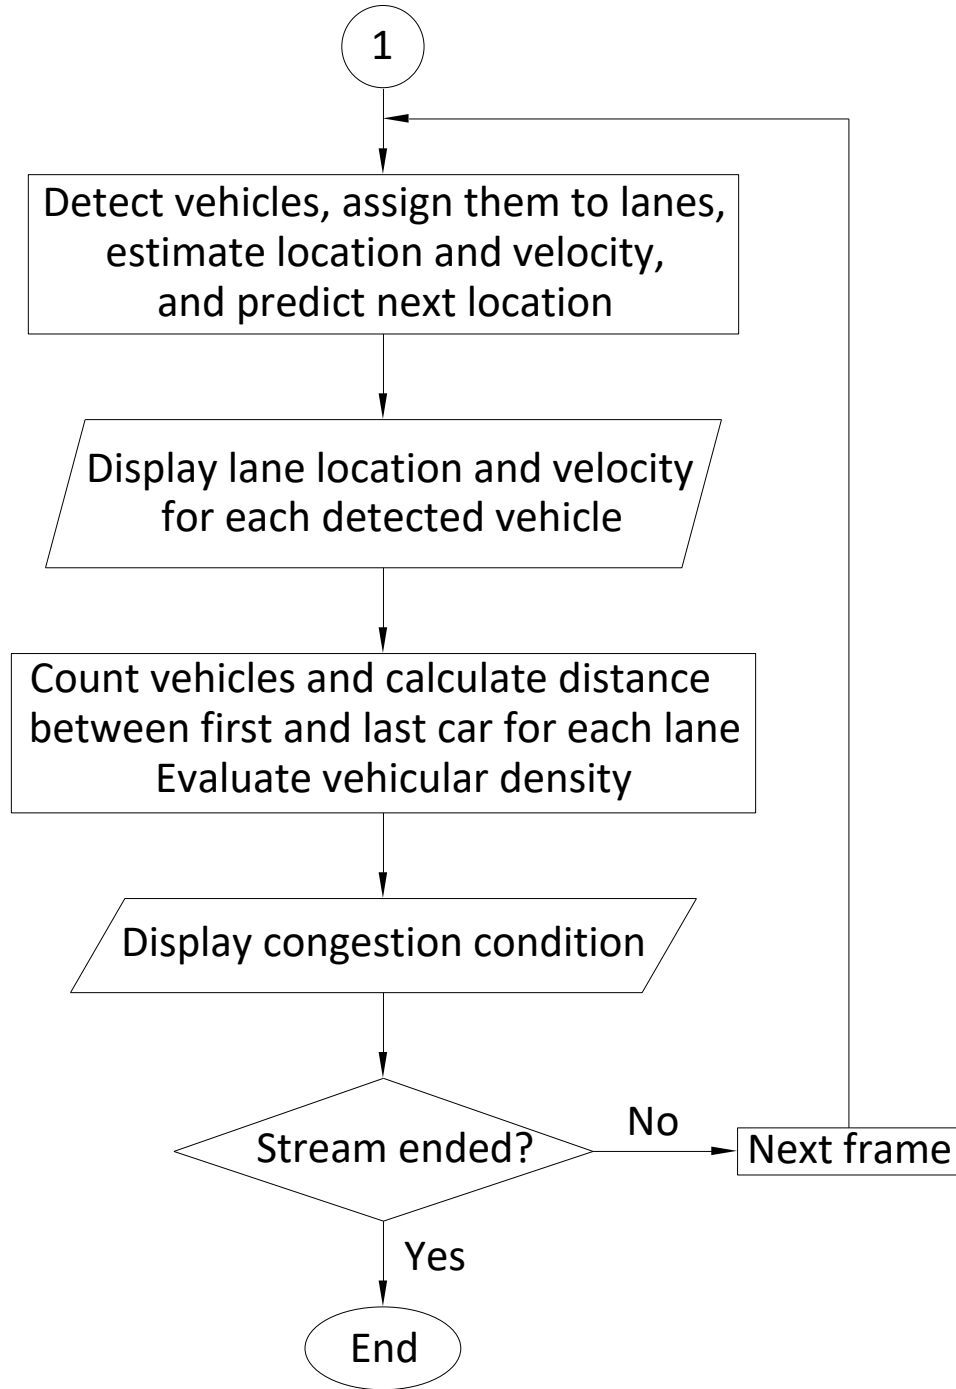 1
Detect vehicles, assign them to lanes,
estimate location and velocity,
and predict next location
Display lane location and velocity
for each detected vehicle
Count vehicles and calculate distance
between first and last car for each lane
Evaluate vehicular density
Display congestion condition
Stream ended?
No
Next frame
Yes
End